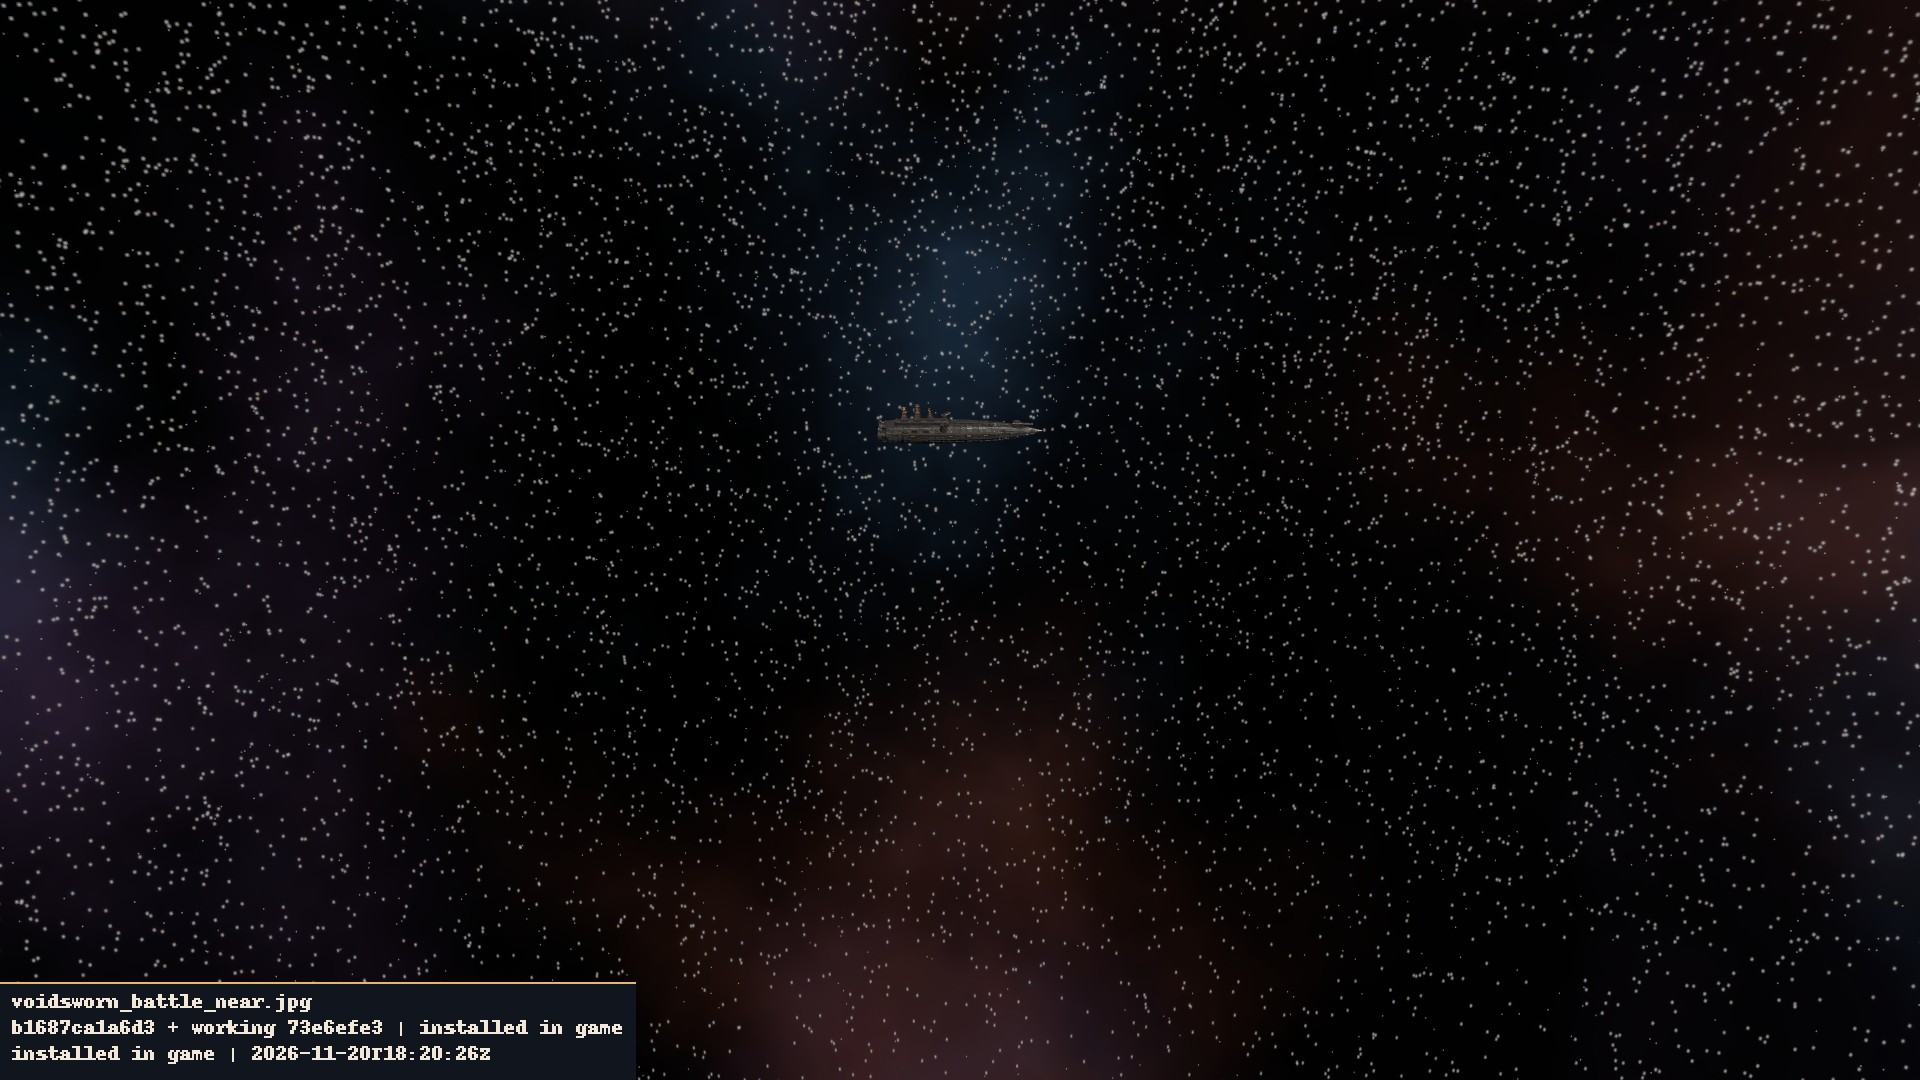 voidsworn_battle_near.jpg
b1687ca1a6d3 + working 73e6efe3 | installed in game
installed in game | 2026-11-20T18:20:26Z